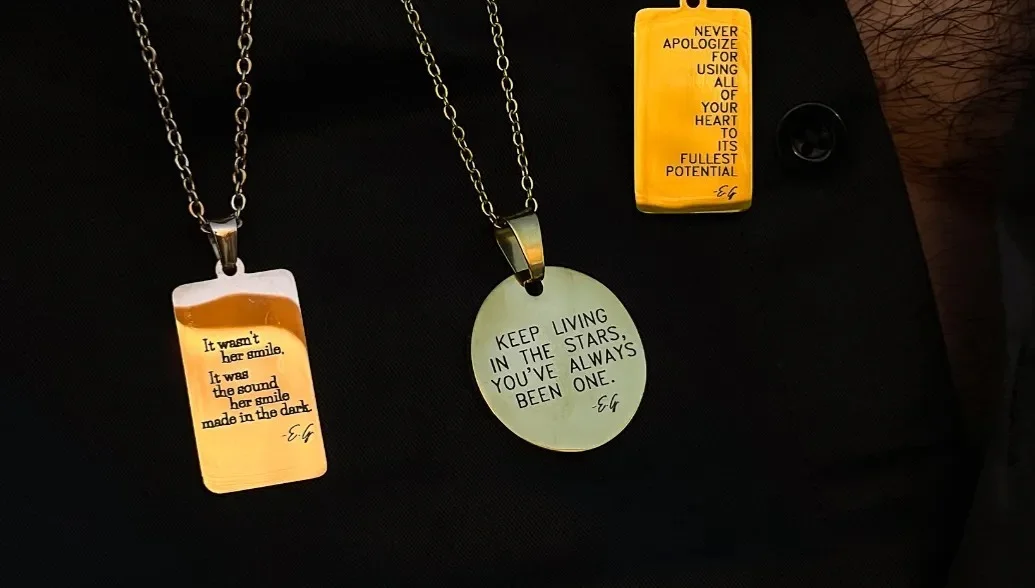 It wasn't
her smile,
It was
the sound
her smile
made in the dark.
-E.G
KEEP LIVING
IN THE STARS,
YOU'VE ALWAYS
BEEN ONE.
-E.G
NEVER
APOLOGIZE
FOR
USING
ALL
OF
YOUR
HEART
TO
ITS
FULLEST
POTENTIAL
-E.G